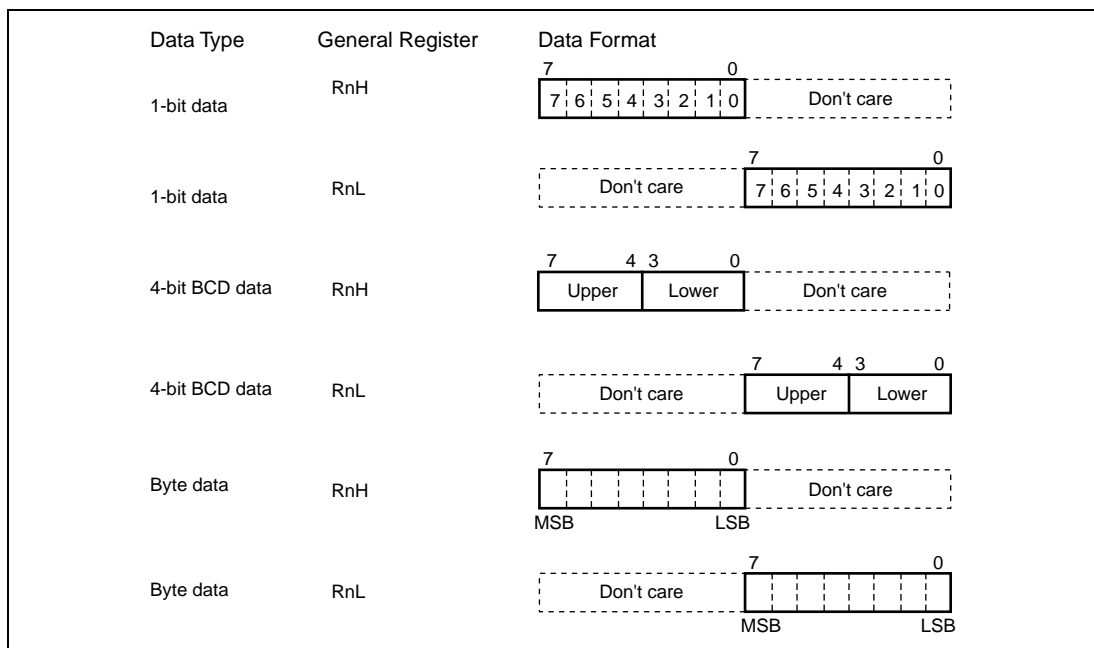 Data Type General Register Data Format
7 0
1-bit data RnH 7 6 5 4 3 2 1 0 Don't care
7 0
1-bit data RnL Don't care 7 6 5 4 3 2 1 0
7 4 3 0
4-bit BCD data RnH Upper Lower Don't care
7 4 3 0
4-bit BCD data RnL Don't care Upper Lower
7 0
Byte data RnH Don't care
MSB LSB
7 0
Byte data RnL Don't care
MSB LSB